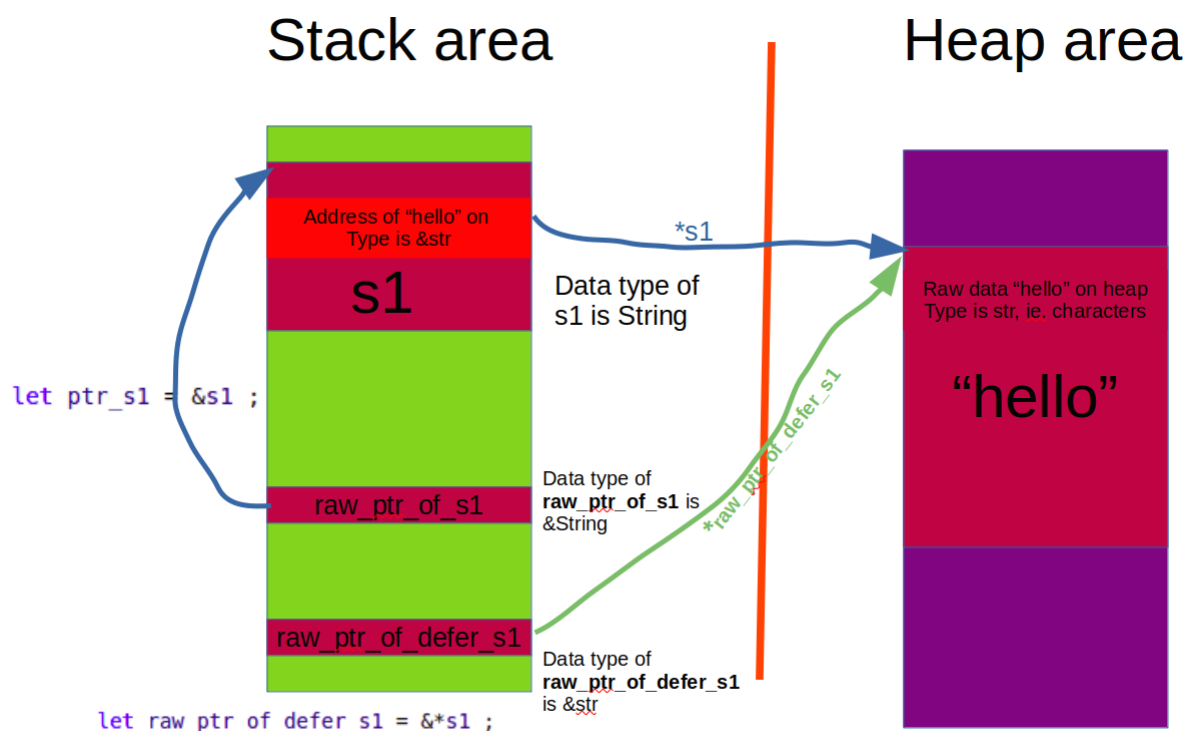 Stack area
Heap area
Address of “hello” on
Type is &str
*s1
s1
Data type of
s1 is String
Raw data “hello” on heap
Type is str, ie. characters
“hello”
let ptr_s1 = &s1 ;
*raw_ptr_of_defer_s1
raw_ptr_of_s1
Data type of
raw_ptr_of_s1 is
&String
raw_ptr_of_defer_s1
Data type of
raw_ptr_of_defer_s1
is &str
let raw ptr of defer s1 = &*s1 ;